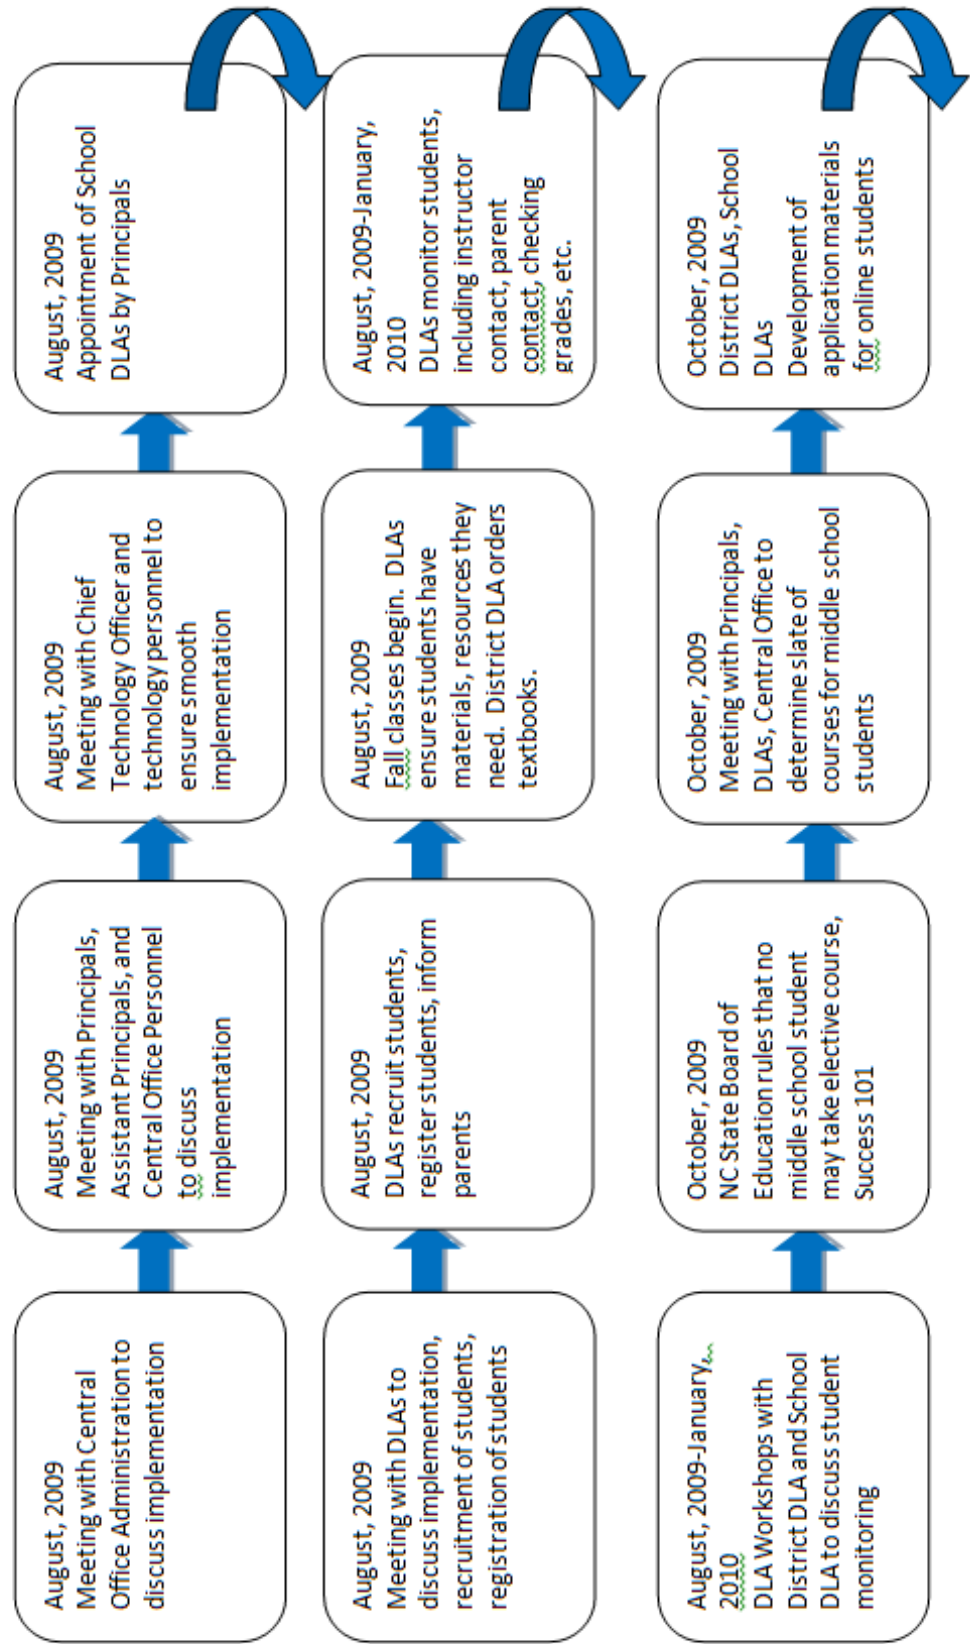 August, 2009
Meeting with Central
Office Administration to
discuss implementation
August, 2009
Meeting with Principals,
Assistant Principals, and
Central Office Personnel
to discuss
implementation
August, 2009
Meeting with Chief
Technology Officer and
technology personnel to
ensure smooth
implementation
August, 2009
Appointment of School
DLAs by Principals
August, 2009
Meeting with DLAs to
discuss implementation,
recruitment of students,
registration of students
August, 2009
DLAs recruit students,
register students, inform
parents
August, 2009
Fall classes begin.  DLAs
ensure students have
materials, resources they
need.  District DLA orders
textbooks.
August, 2009-January,
2010
DLAs monitor students,
including instructor
contact, parent
contact, checking
grades, etc.
August, 2009-January,
2010
DLA Workshops with
District DLA and School
DLA to discuss student
monitoring
October, 2009
NC State Board of
Education rules that no
middle school student
may take elective course,
Success 101
October, 2009
Meeting with Principals,
DLAs, Central Office to
determine slate of
courses for middle school
students
October, 2009
District DLAs, School
DLAs
Development of
application materials
for online students